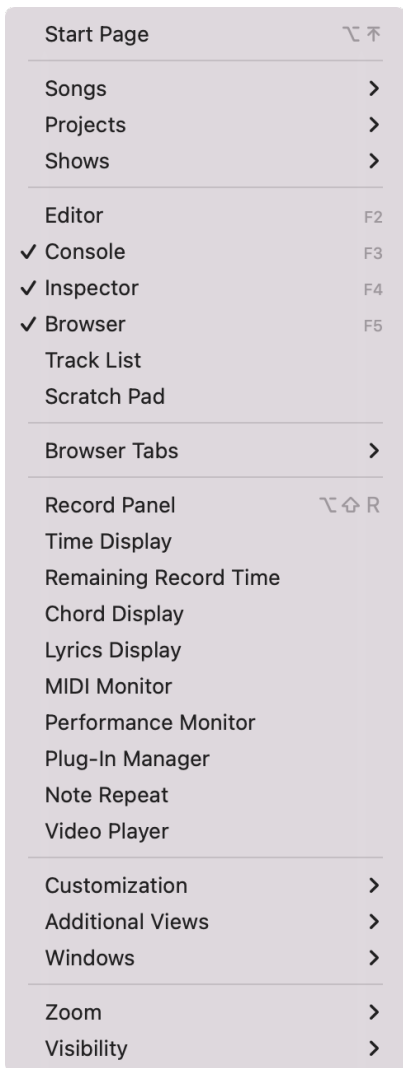 Start Page ⌥ ⤒
Songs
Projects
Shows
Editor F2
✓ Console F3
✓ Inspector F4
✓ Browser F5
Track List
Scratch Pad
Browser Tabs
Record Panel ⌥ ⇧ R
Time Display
Remaining Record Time
Chord Display
Lyrics Display
MIDI Monitor
Performance Monitor
Plug-In Manager
Note Repeat
Video Player
Customization
Additional Views
Windows
Zoom
Visibility